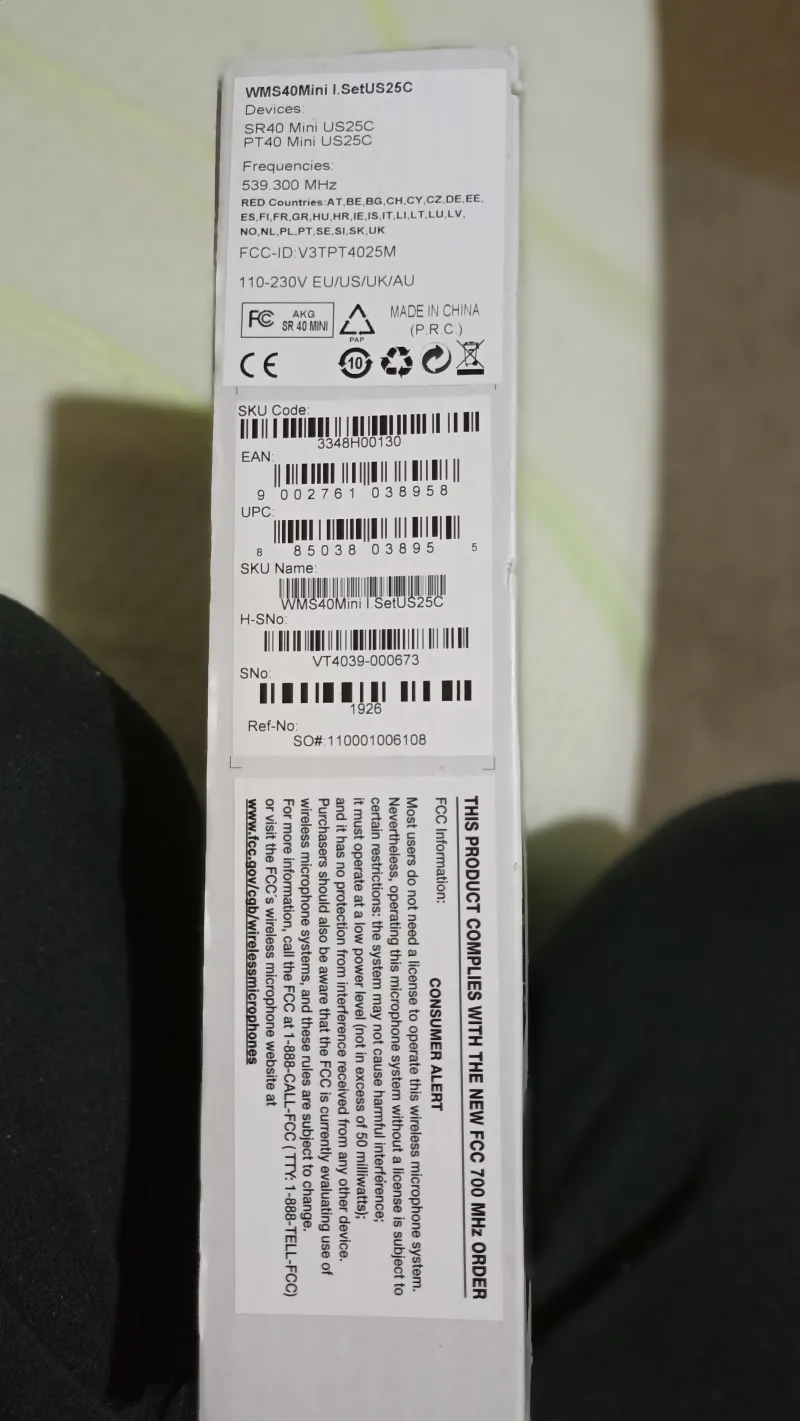 WMS40Mini I.SetUS25C
Devices:
SR40 Mini US25C
PT40 Mini US25C
Frequencies:
539.300 MHz
RED Countries:AT,BE,BG,CH,CY,CZ,DE,EE,
ES,FI,FR,GR,HU,HR,IE,IS,IT,LI,LT,LU,LV,
NO,NL,PL,PT,SE,SI,SK,UK
FCC-ID:V3TPT4025M
110-230V EU/US/UK/AU
FC AKG
SR 40 MINI
PAP
MADE IN CHINA
(P.R.C.)
CE
10
SKU Code:
3348H00130
EAN:
9 002761 038958
UPC:
8 85038 03895 5
SKU Name:
WMS40Mini I.SetUS25C
H-SNo:
VT4039-000673
SNo:
1926
Ref-No:
SO#:110001006108
THIS PRODUCT COMPLIES WITH THE NEW FCC 700 MHz ORDER
CONSUMER ALERT
FCC Information:
Most users do not need a license to operate this wireless microphone system.
Nevertheless, operating this microphone system without a license is subject to
certain restrictions: the system may not cause harmful interference;
it must operate at a low power level (not in excess of 50 milliwatts);
and it has no protection from interference received from any other device.
Purchasers should also be aware that the FCC is currently evaluating use of
wireless microphone systems, and these rules are subject to change.
For more information, call the FCC at 1-888-CALL-FCC ( TTY: 1-888-TELL-FCC)
or visit the FCC's wireless microphone website at
www.fcc.gov/cgb/wirelessmicrophones